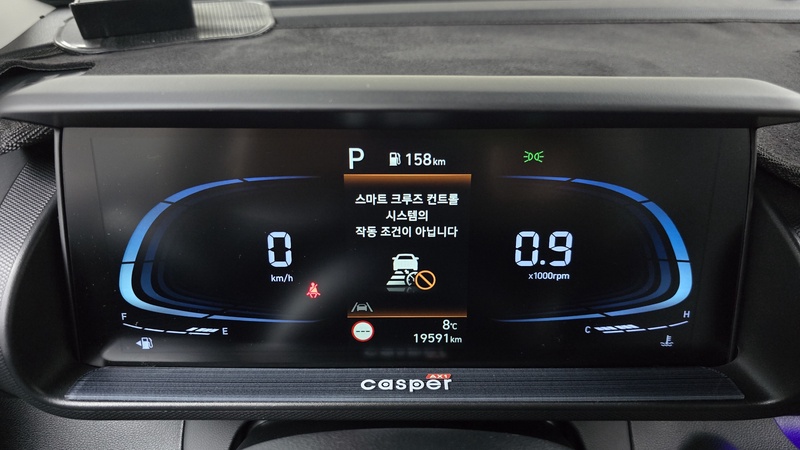 P 158km
스마트 크루즈 컨트롤
시스템의
작동 조건이 아닙니다
0
km/h
0.9
x1000rpm
F E
C H
8℃
19591km
casper AX1